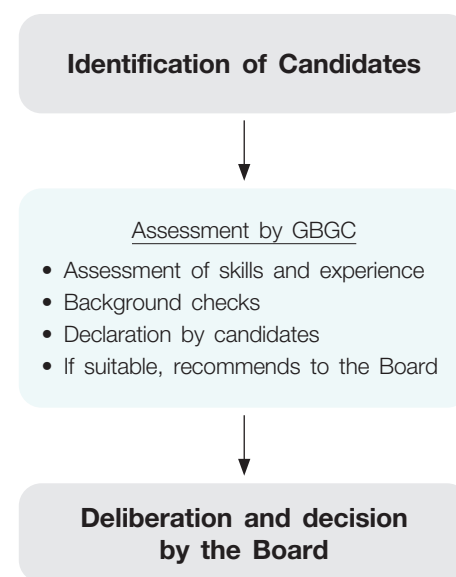 Identification of Candidates
Assessment by GBGC
• Assessment of skills and experience
• Background checks
• Declaration by candidates
• If suitable, recommends to the Board
Deliberation and decision
by the Board